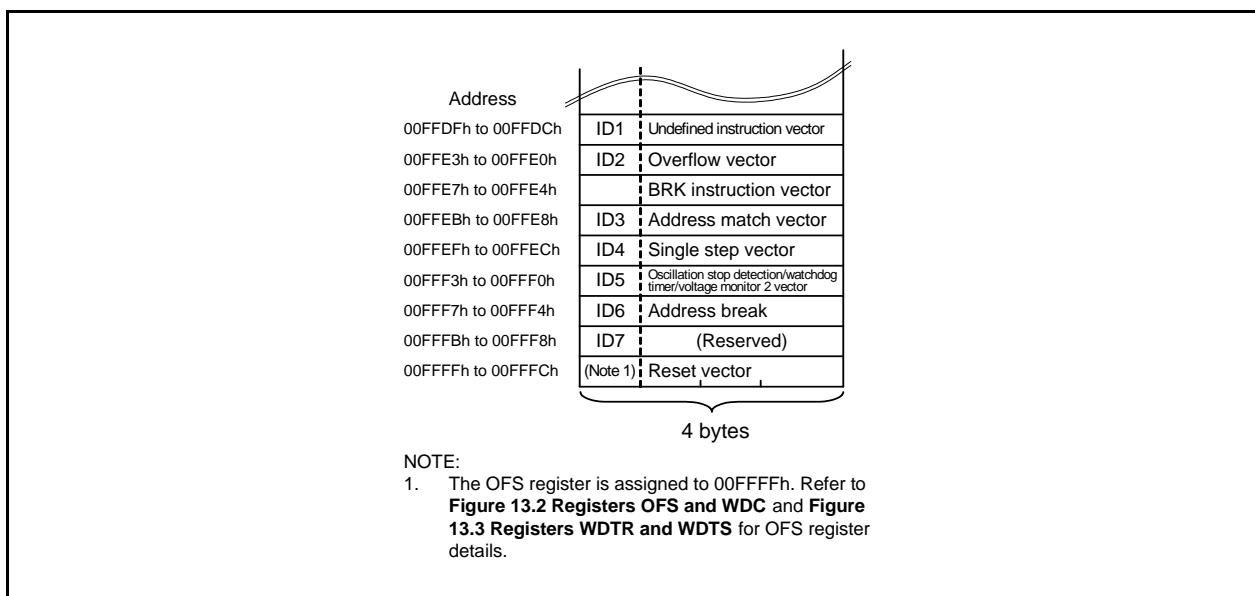 Address
00FFDFh to 00FFDCh ID1 Undefined instruction vector
00FFE3h to 00FFE0h ID2 Overflow vector
00FFE7h to 00FFE4h BRK instruction vector
00FFEBh to 00FFE8h ID3 Address match vector
00FFEFh to 00FFECh ID4 Single step vector
00FFF3h to 00FFF0h ID5 Oscillation stop detection/watchdog
timer/voltage monitor 2 vector
00FFF7h to 00FFF4h ID6 Address break
00FFFBh to 00FFF8h ID7 (Reserved)
00FFFFh to 00FFFCh (Note 1) Reset vector
4 bytes
NOTE:
1. The OFS register is assigned to 00FFFFh. Refer to
Figure 13.2 Registers OFS and WDC and Figure
13.3 Registers WDTR and WDTS for OFS register
details.